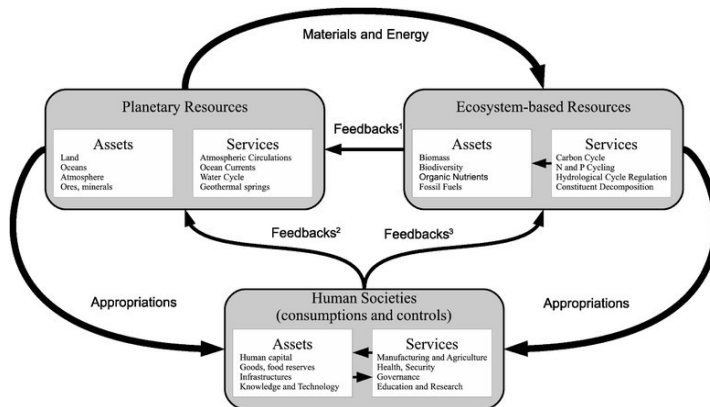 Materials and Energy
Planetary Resources
Assets
Land
Oceans
Atmosphere
Ores, minerals
Services
Atmospheric Circulations
Ocean Currents
Water Cycle
Geothermal springs
Feedbacks¹
Ecosystem-based Resources
Assets
Biomass
Biodiversity
Organic Nutrients
Fossil Fuels
Services
Carbon Cycle
N and P Cycling
Hydrological Cycle Regulation
Constituent Decomposition
Feedbacks²
Feedbacks³
Appropriations
Appropriations
Human Societies
(consumptions and controls)
Assets
Human capital
Goods, food reserves
Infrastructures
Knowledge and Technology
Services
Manufacturing and Agriculture
Health, Security
Governance
Education and Research